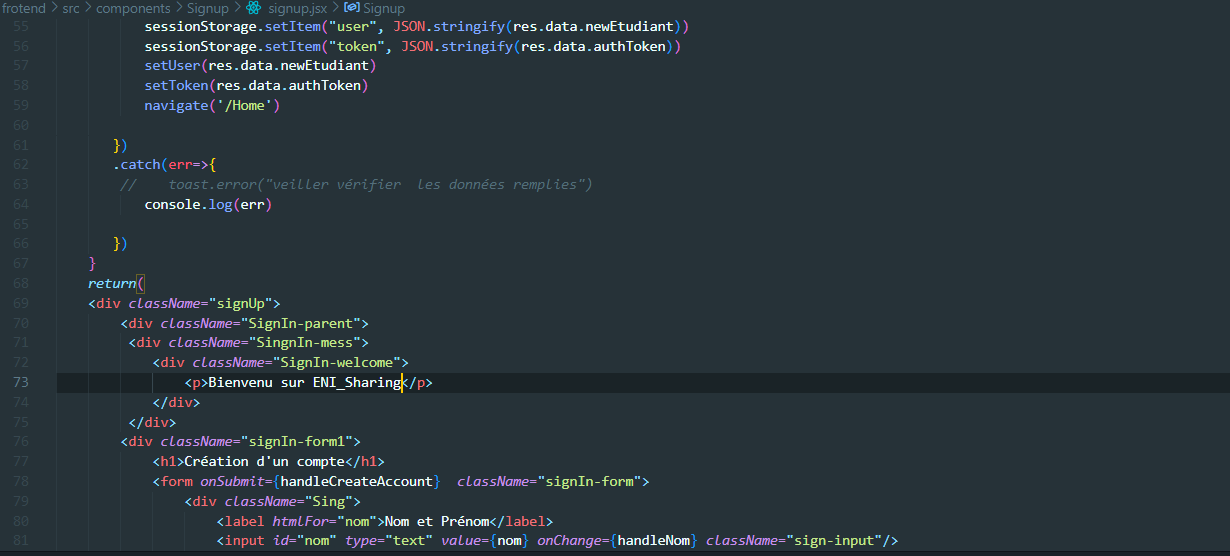 frotend > src > components > Signup > signup.jsx > Signup
55 sessionStorage.setItem("user", JSON.stringify(res.data.newEtudiant))
56 sessionStorage.setItem("token", JSON.stringify(res.data.authToken))
57 setUser(res.data.newEtudiant)
58 setToken(res.data.authToken)
59 navigate('/Home')
60
61 })
62 .catch(err=>{
63 //    toast.error("veiller vérifier  les données remplies")
64 console.log(err)
65
66 })
67 }
68 return(
69 <div className="signUp">
70 <div className="SignIn-parent">
71 <div className="SingnIn-mess">
72 <div className="SignIn-welcome">
73 <p>Bienvenu sur ENI_Sharing</p>
74 </div>
75 </div>
76 <div className="signIn-form1">
77 <h1>Création d'un compte</h1>
78 <form onSubmit={handleCreateAccount}  className="signIn-form">
79 <div className="Sing">
80 <label htmlFor="nom">Nom et Prénom</label>
81 <input id="nom" type="text" value={nom} onChange={handleNom} className="sign-input"/>